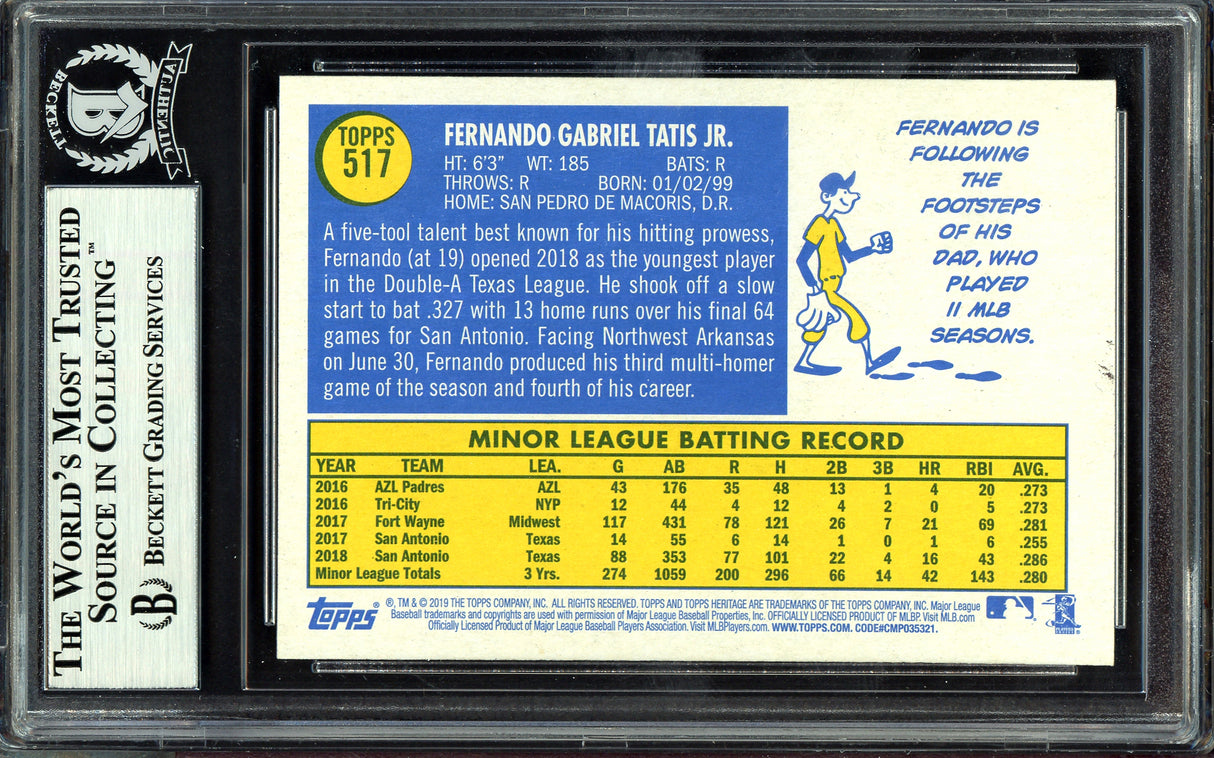 BECKETT
AUTHENTIC
B
THE WORLD'S MOST TRUSTED
SOURCE IN COLLECTING™
B BECKETT GRADING SERVICES
TOPPS
517
FERNANDO GABRIEL TATIS JR.
HT: 6'3" WT: 185 BATS: R
THROWS: R BORN: 01/02/99
HOME: SAN PEDRO DE MACORIS, D.R.
A five-tool talent best known for his hitting prowess,
Fernando (at 19) opened 2018 as the youngest player
in the Double-A Texas League. He shook off a slow
start to bat .327 with 13 home runs over his final 64
games for San Antonio. Facing Northwest Arkansas
on June 30, Fernando produced his third multi-homer
game of the season and fourth of his career.
FERNANDO IS
FOLLOWING
THE
FOOTSTEPS
OF HIS
DAD, WHO
PLAYED
11 MLB
SEASONS.
MINOR LEAGUE BATTING RECORD
YEAR TEAM LEA. G AB R H 2B 3B HR RBI AVG.
2016 AZL Padres AZL 43 176 35 48 13 1 4 20 .273
2016 Tri-City NYP 12 44 4 12 4 2 0 5 .273
2017 Fort Wayne Midwest 117 431 78 121 26 7 21 69 .281
2017 San Antonio Texas 14 55 6 14 1 0 1 6 .255
2018 San Antonio Texas 88 353 77 101 22 4 16 43 .286
Minor League Totals 3 Yrs. 274 1059 200 296 66 14 42 143 .280
topps
®, TM & © 2019 THE TOPPS COMPANY, INC. ALL RIGHTS RESERVED. TOPPS AND TOPPS HERITAGE ARE TRADEMARKS OF THE TOPPS COMPANY, INC. Major League
Baseball trademarks and copyrights are used with permission of Major League Baseball Properties, Inc. OFFICIALLY LICENSED PRODUCT OF MLBP. Visit MLB.com
Officially Licensed Product of Major League Baseball Players Association. Visit MLBPlayers.com. WWW.TOPPS.COM. CODE#CMP035321.